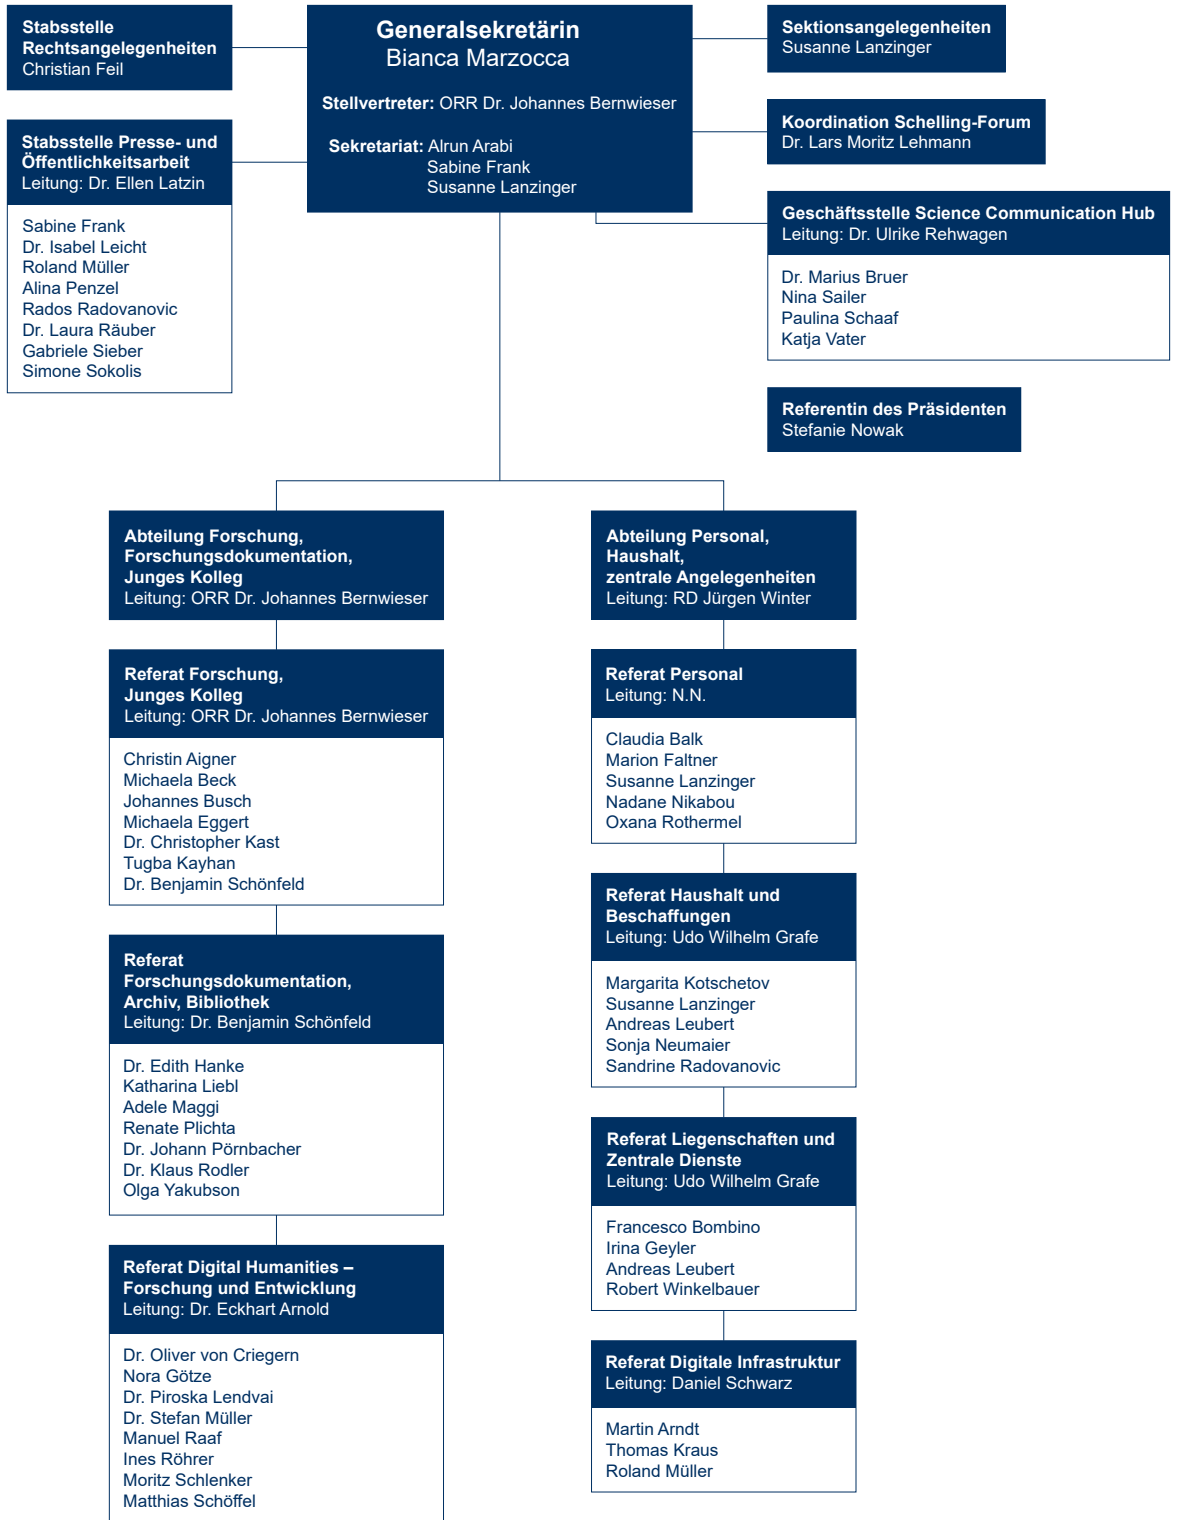 Stabsstelle
Rechtsangelegenheiten
Christian Feil
Stabsstelle Presse- und
Öffentlichkeitsarbeit
Leitung: Dr. Ellen Latzin
Sabine Frank
Dr. Isabel Leicht
Roland Müller
Alina Penzel
Rados Radovanovic
Dr. Laura Räuber
Gabriele Sieber
Simone Sokolis
Generalsekretärin
Bianca Marzocca
Stellvertreter: ORR Dr. Johannes Bernwieser
Sekretariat: Alrun Arabi
Sabine Frank
Susanne Lanzinger
Sektionsangelegenheiten
Susanne Lanzinger
Koordination Schelling-Forum
Dr. Lars Moritz Lehmann
Geschäftsstelle Science Communication Hub
Leitung: Dr. Ulrike Rehwagen
Dr. Marius Bruer
Nina Sailer
Paulina Schaaf
Katja Vater
Referentin des Präsidenten
Stefanie Nowak
Abteilung Forschung,
Forschungsdokumentation,
Junges Kolleg
Leitung: ORR Dr. Johannes Bernwieser
Referat Forschung,
Junges Kolleg
Leitung: ORR Dr. Johannes Bernwieser
Christin Aigner
Michaela Beck
Johannes Busch
Michaela Eggert
Dr. Christopher Kast
Tugba Kayhan
Dr. Benjamin Schönfeld
Referat
Forschungsdokumentation,
Archiv, Bibliothek
Leitung: Dr. Benjamin Schönfeld
Dr. Edith Hanke
Katharina Liebl
Adele Maggi
Renate Plichta
Dr. Johann Pörnbacher
Dr. Klaus Rodler
Olga Yakubson
Referat Digital Humanities –
Forschung und Entwicklung
Leitung: Dr. Eckhart Arnold
Dr. Oliver von Criegern
Nora Götze
Dr. Piroska Lendvai
Dr. Stefan Müller
Manuel Raaf
Ines Röhrer
Moritz Schlenker
Matthias Schöffel
Abteilung Personal,
Haushalt,
zentrale Angelegenheiten
Leitung: RD Jürgen Winter
Referat Personal
Leitung: N.N.
Claudia Balk
Marion Faltner
Susanne Lanzinger
Nadane Nikabou
Oxana Rothermel
Referat Haushalt und
Beschaffungen
Leitung: Udo Wilhelm Grafe
Margarita Kotschetov
Susanne Lanzinger
Andreas Leubert
Sonja Neumaier
Sandrine Radovanovic
Referat Liegenschaften und
Zentrale Dienste
Leitung: Udo Wilhelm Grafe
Francesco Bombino
Irina Geyler
Andreas Leubert
Robert Winkelbauer
Referat Digitale Infrastruktur
Leitung: Daniel Schwarz
Martin Arndt
Thomas Kraus
Roland Müller